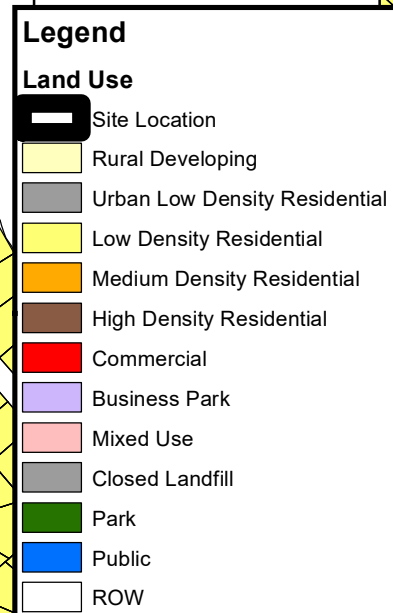 Legend
Land Use
Site Location
Rural Developing
Urban Low Density Residential
Low Density Residential
Medium Density Residential
High Density Residential
Commercial
Business Park
Mixed Use
Closed Landfill
Park
Public
ROW